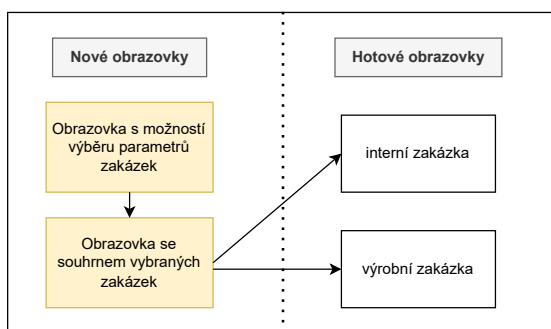 Nové obrazovky
Hotové obrazovky
Obrazovka s možností
výběru parametrů
zakázek
interní zakázka
Obrazovka se
souhrnem vybraných
zakázek
výrobní zakázka